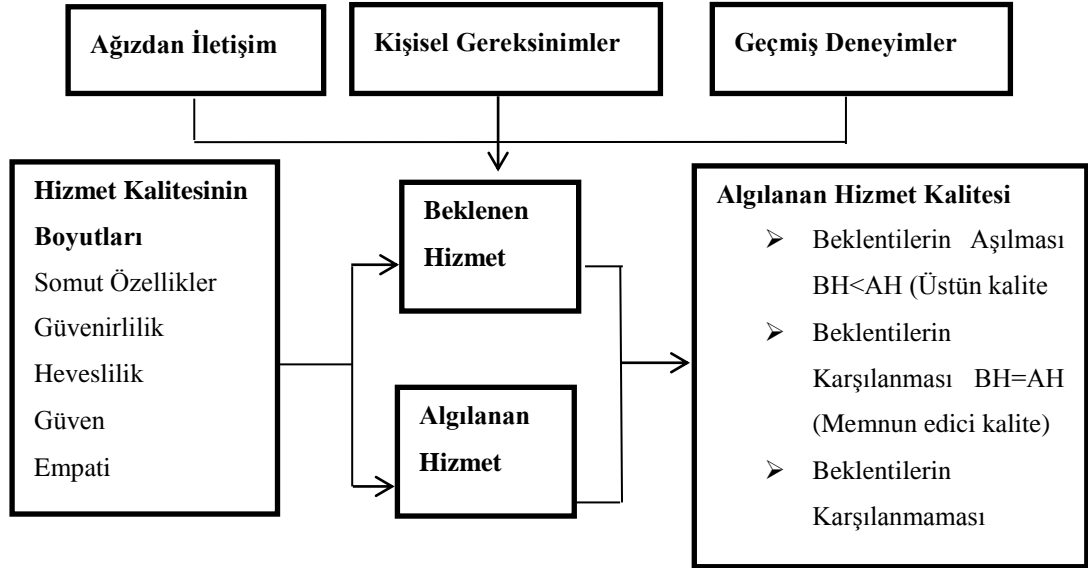 Ağızdan İletişim
Kişisel Gereksinimler
Geçmiş Deneyimler
Hizmet Kalitesinin
Boyutları
Somut Özellikler
Güvenirlilik
Heveslilik
Güven
Empati
Beklenen
Hizmet
Algılanan
Hizmet
Algılanan Hizmet Kalitesi
➢ Beklentilerin Aşılması
BH<AH (Üstün kalite
➢ Beklentilerin
Karşılanması BH=AH
(Memnun edici kalite)
➢ Beklentilerin
Karşılanmaması